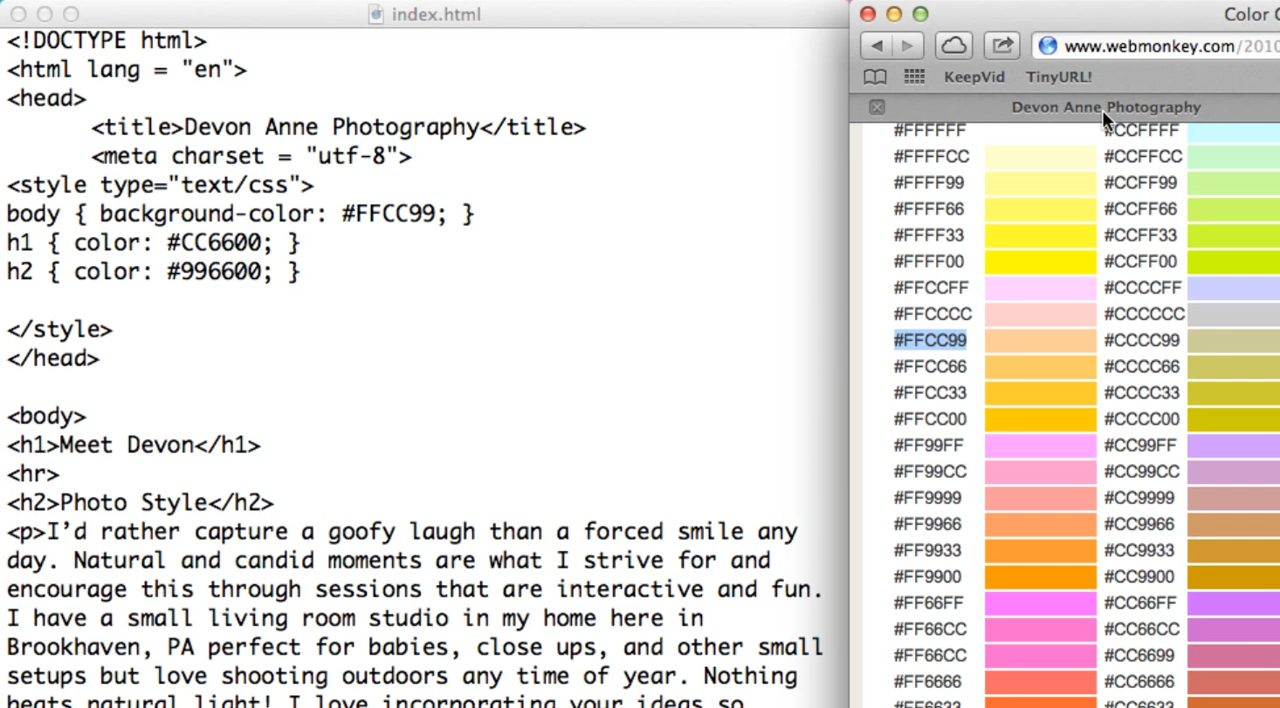 index.html
<!DOCTYPE html>
<html lang = "en">
<head>
<title>Devon Anne Photography</title>
<meta charset = "utf-8">
<style type="text/css">
body { background-color: #FFCC99; }
h1 { color: #CC6600; }
h2 { color: #996600; }
</style>
</head>
<body>
<h1>Meet Devon</h1>
<hr>
<h2>Photo Style</h2>
<p>I’d rather capture a goofy laugh than a forced smile any
day. Natural and candid moments are what I strive for and
encourage this through sessions that are interactive and fun.
I have a small living room studio in my home here in
Brookhaven, PA perfect for babies, close ups, and other small
setups but love shooting outdoors any time of year. Nothing
beats natural light! I love incorporating your ideas so
Color
www.webmonkey.com/2010
KeepVid TinyURL!
Devon Anne Photography
#FFFFFF #CCFFFF
#FFFFCC #CCFFCC
#FFFF99 #CCFF99
#FFFF66 #CCFF66
#FFFF33 #CCFF33
#FFFF00 #CCFF00
#FFCCFF #CCCCFF
#FFCCCC #CCCCCC
#FFCC99 #CCCC99
#FFCC66 #CCCC66
#FFCC33 #CCCC33
#FFCC00 #CCCC00
#FF99FF #CC99FF
#FF99CC #CC99CC
#FF9999 #CC9999
#FF9966 #CC9966
#FF9933 #CC9933
#FF9900 #CC9900
#FF66FF #CC66FF
#FF66CC #CC66CC
#FF66CC #CC6699
#FF6666 #CC6666
#FF6633 #CC6633